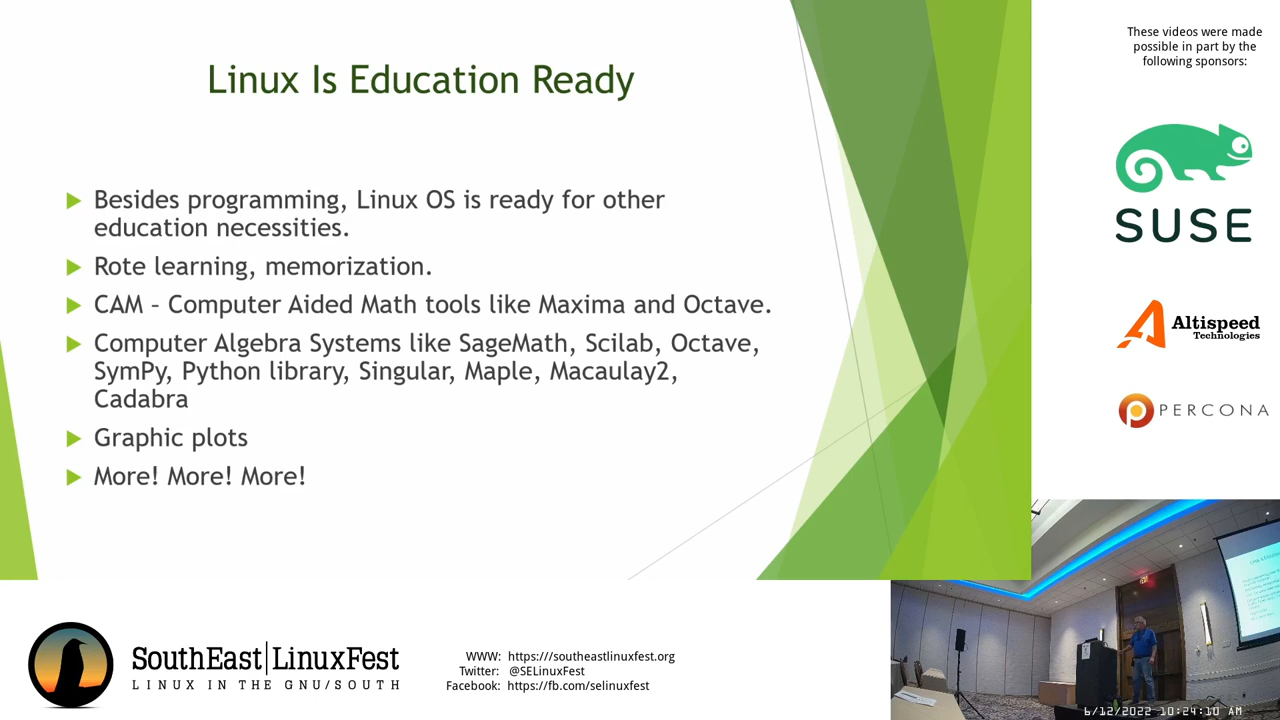 Linux Is Education Ready
Besides programming, Linux OS is ready for other
education necessities.
Rote learning, memorization.
CAM – Computer Aided Math tools like Maxima and Octave.
Computer Algebra Systems like SageMath, Scilab, Octave,
SymPy, Python library, Singular, Maple, Macaulay2,
Cadabra
Graphic plots
More! More! More!
These videos were made
possible in part by the
following sponsors:
SUSE
Altispeed
Technologies
PERCONA
SouthEast|LinuxFest
LINUX IN THE GNU/SOUTH
WWW: https://southeastlinuxfest.org
Twitter: @SELinuxFest
Facebook: https://fb.com/selinuxfest
6/12/2022 10:24:10 AM